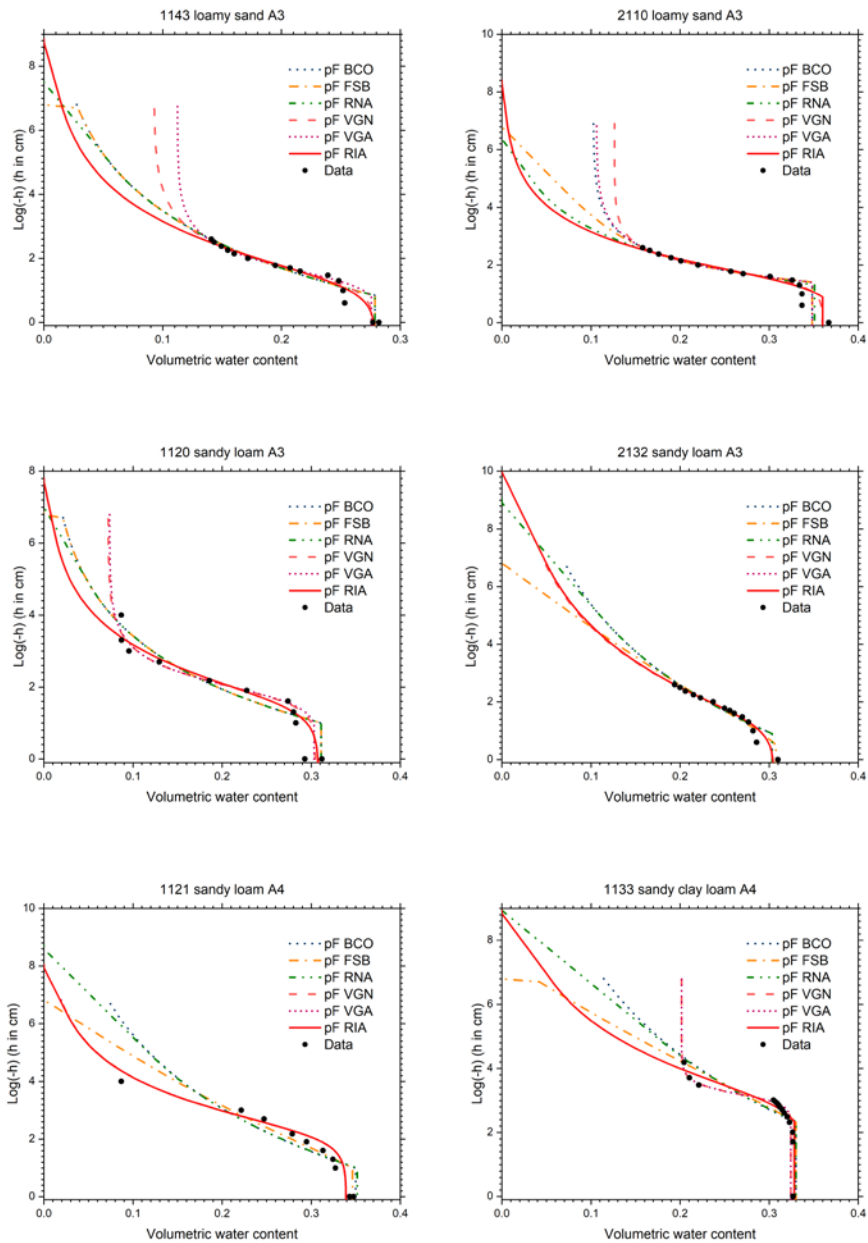 1143 loamy sand A3
pF BCO
pF FSB
pF RNA
pF VGN
pF VGA
pF RIA
Data
Log(-h) (h in cm)
8
6
4
2
0
0.0
0.1
0.2
0.3
Volumetric water content
2110 loamy sand A3
pF BCO
pF FSB
pF RNA
pF VGN
pF VGA
pF RIA
Data
Log(-h) (h in cm)
10
8
6
4
2
0
0.0
0.1
0.2
0.3
0.4
Volumetric water content
1120 sandy loam A3
pF BCO
pF FSB
pF RNA
pF VGN
pF VGA
pF RIA
Data
Log(-h) (h in cm)
8
6
4
2
0
0.0
0.1
0.2
0.3
0.4
Volumetric water content
2132 sandy loam A3
pF BCO
pF FSB
pF RNA
pF VGN
pF VGA
pF RIA
Data
Log(-h) (h in cm)
10
8
6
4
2
0
0.0
0.1
0.2
0.3
0.4
Volumetric water content
1121 sandy loam A4
pF BCO
pF FSB
pF RNA
pF VGN
pF VGA
pF RIA
Data
Log(-h) (h in cm)
10
8
6
4
2
0
0.0
0.1
0.2
0.3
0.4
Volumetric water content
1133 sandy clay loam A4
pF BCO
pF FSB
pF RNA
pF VGN
pF VGA
pF RIA
Data
Log(-h) (h in cm)
8
6
4
2
0
0.0
0.1
0.2
0.3
0.4
Volumetric water content